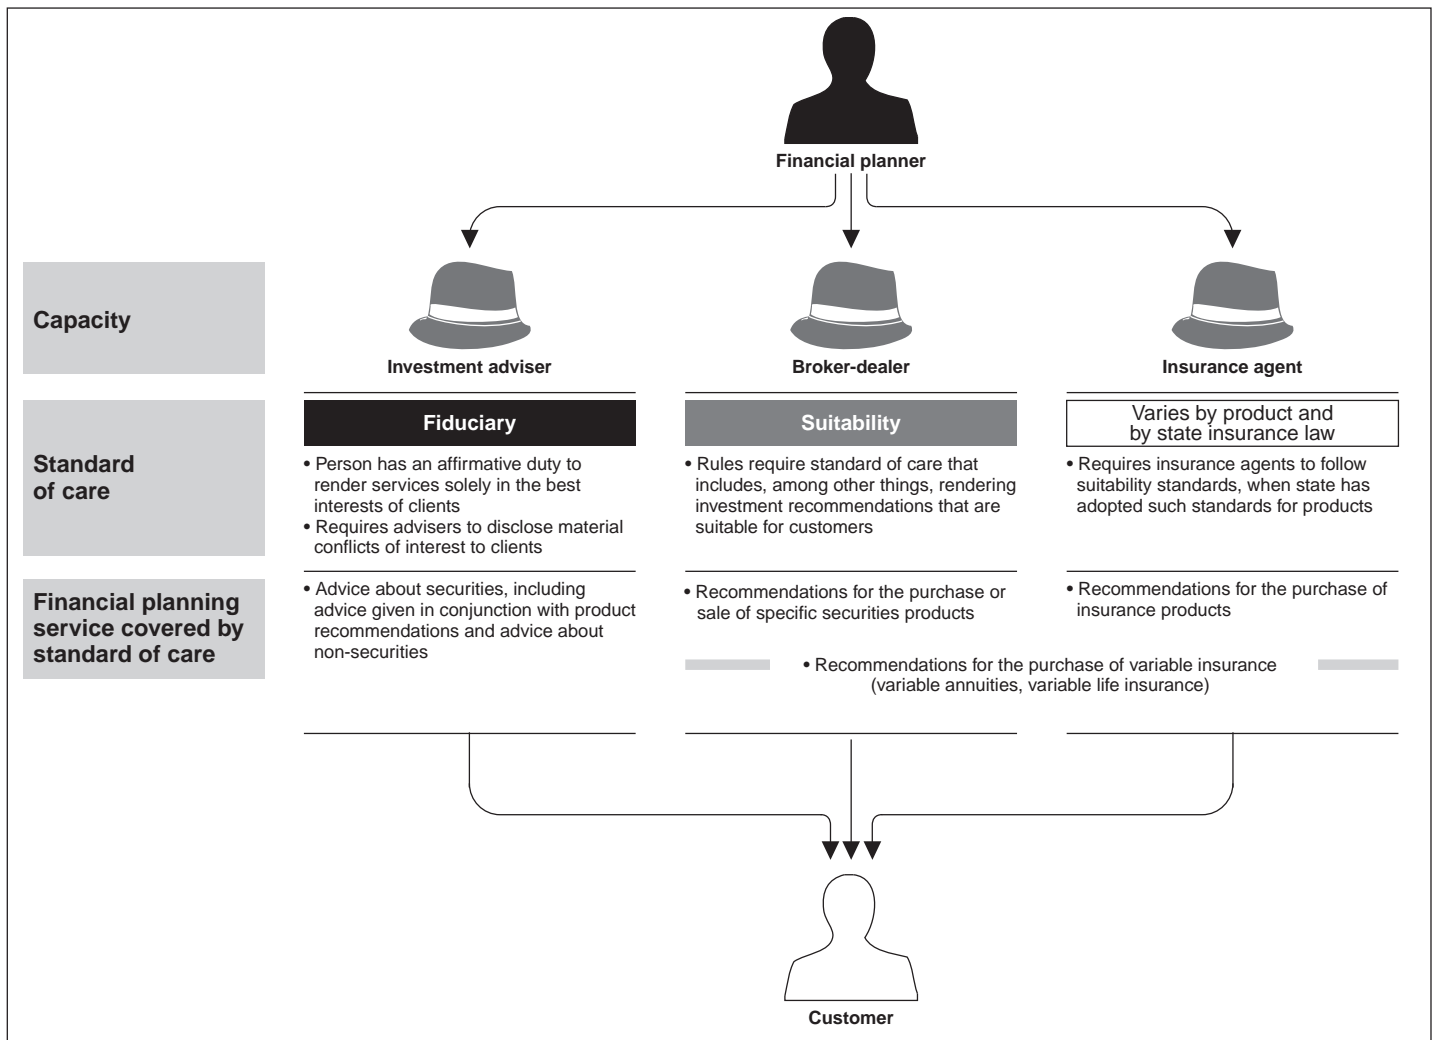 Financial planner
Capacity
Investment adviser
Broker-dealer
Insurance agent
Standard
of care
Fiduciary
• Person has an affirmative duty to
render services solely in the best
interests of clients
• Requires advisers to disclose material
conflicts of interest to clients
Suitability
• Rules require standard of care that
includes, among other things, rendering
investment recommendations that are
suitable for customers
Varies by product and
by state insurance law
• Requires insurance agents to follow
suitability standards, when state has
adopted such standards for products
Financial planning
service covered by
standard of care
• Advice about securities, including
advice given in conjunction with product
recommendations and advice about
non-securities
• Recommendations for the purchase or
sale of specific securities products
• Recommendations for the purchase of
insurance products
• Recommendations for the purchase of variable insurance
(variable annuities, variable life insurance)
Customer